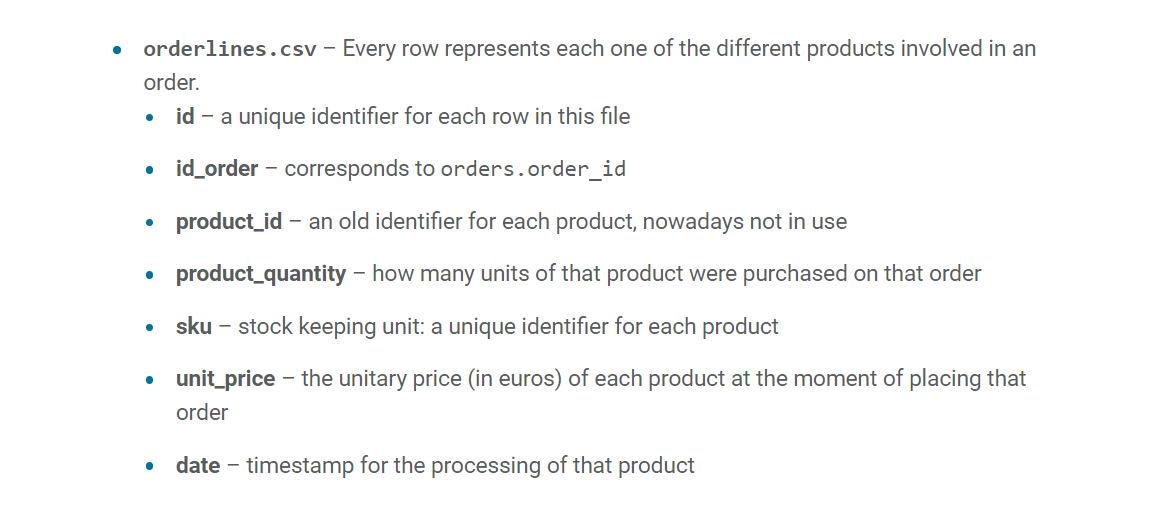 orderlines.csv – Every row represents each one of the different products involved in an
order.
id – a unique identifier for each row in this file
id_order – corresponds to orders.order_id
product_id – an old identifier for each product, nowadays not in use
product_quantity – how many units of that product were purchased on that order
sku – stock keeping unit: a unique identifier for each product
unit_price – the unitary price (in euros) of each product at the moment of placing that
order
date – timestamp for the processing of that product